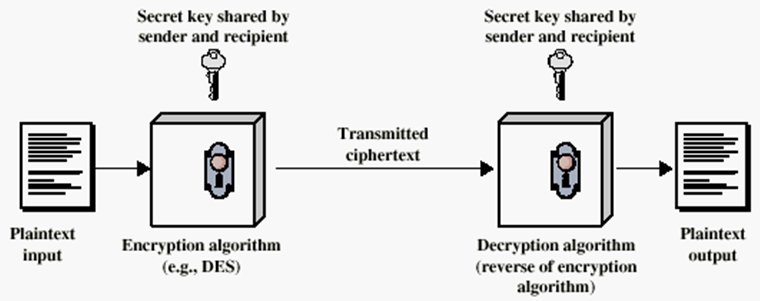 Secret key shared by
sender and recipient
Secret key shared by
sender and recipient
Transmitted
ciphertext
Plaintext
input
Encryption algorithm
(e.g., DES)
Decryption algorithm
(reverse of encryption
algorithm)
Plaintext
output